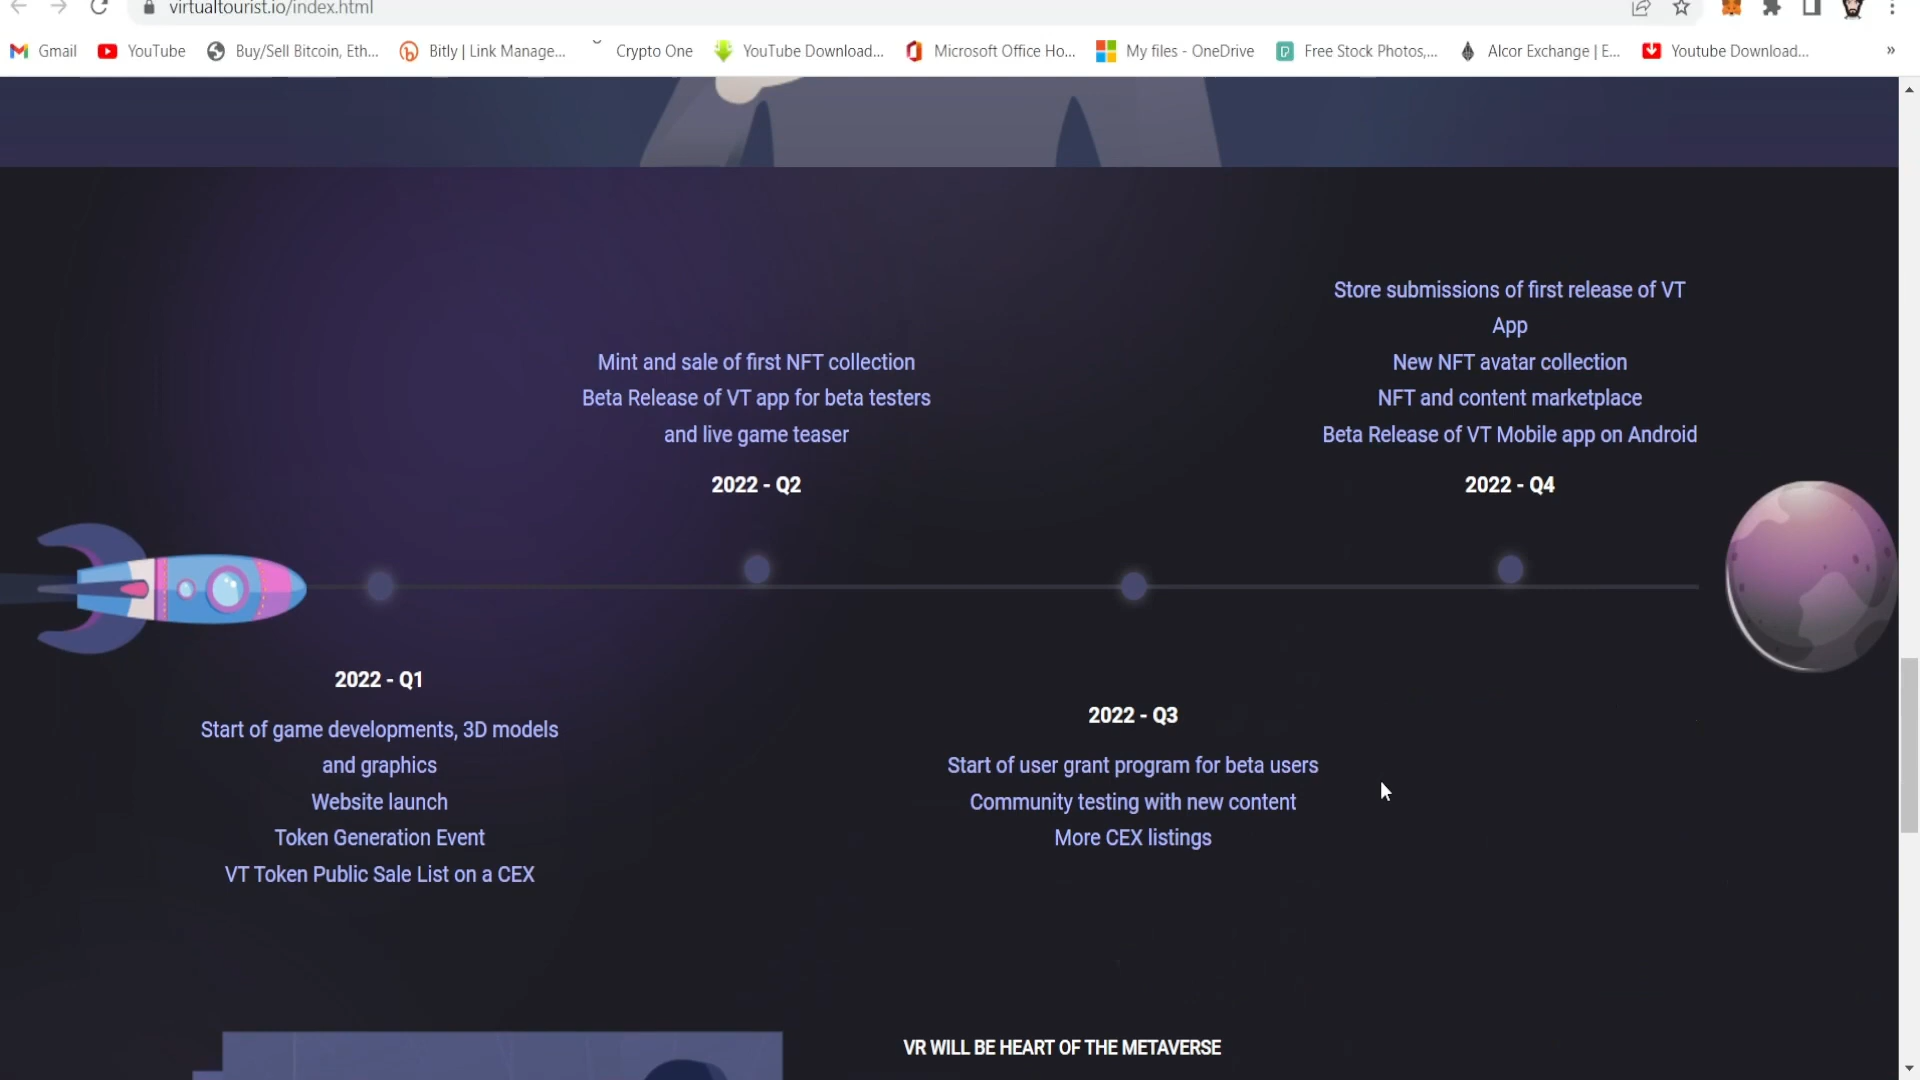 virtualtourist.io/index.html
Gmail YouTube Buy/Sell Bitcoin, Eth... Bitly | Link Manage... Crypto One YouTube Download... Microsoft Office Ho... My files - OneDrive Free Stock Photos,... Alcor Exchange | E... Youtube Download... »
Store submissions of first release of VT
App
New NFT avatar collection
NFT and content marketplace
Beta Release of VT Mobile app on Android
2022 - Q4
Mint and sale of first NFT collection
Beta Release of VT app for beta testers
and live game teaser
2022 - Q2
2022 - Q1
Start of game developments, 3D models
and graphics
Website launch
Token Generation Event
VT Token Public Sale List on a CEX
2022 - Q3
Start of user grant program for beta users
Community testing with new content
More CEX listings
VR WILL BE HEART OF THE METAVERSE